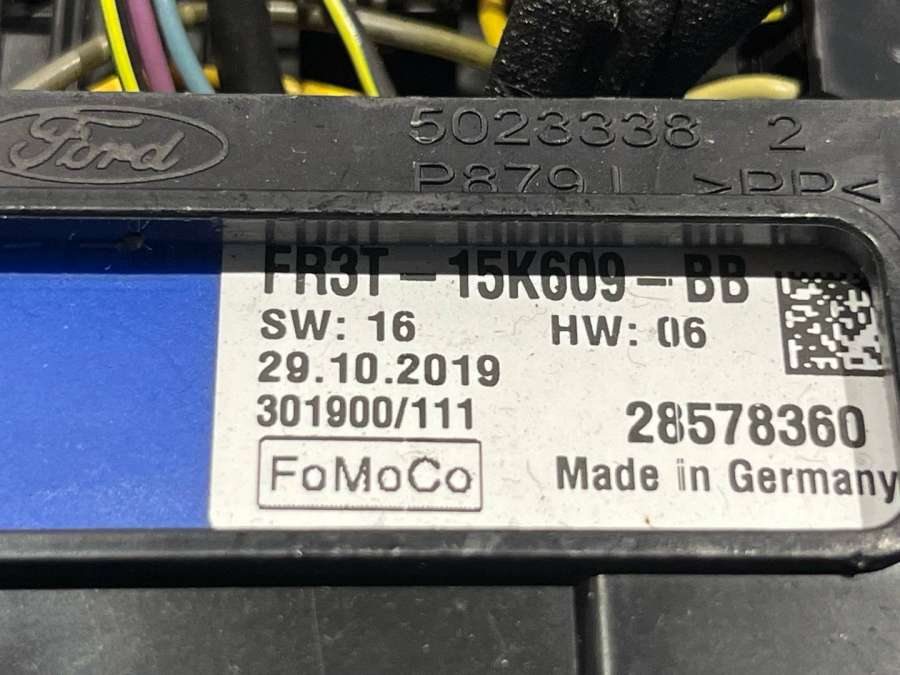 Ford
5023338 2
P879 >PP<
FR3T-15K609-BB
SW: 16 HW: 06
29.10.2019
301900/111
28578360
FoMoCo
Made in Germany